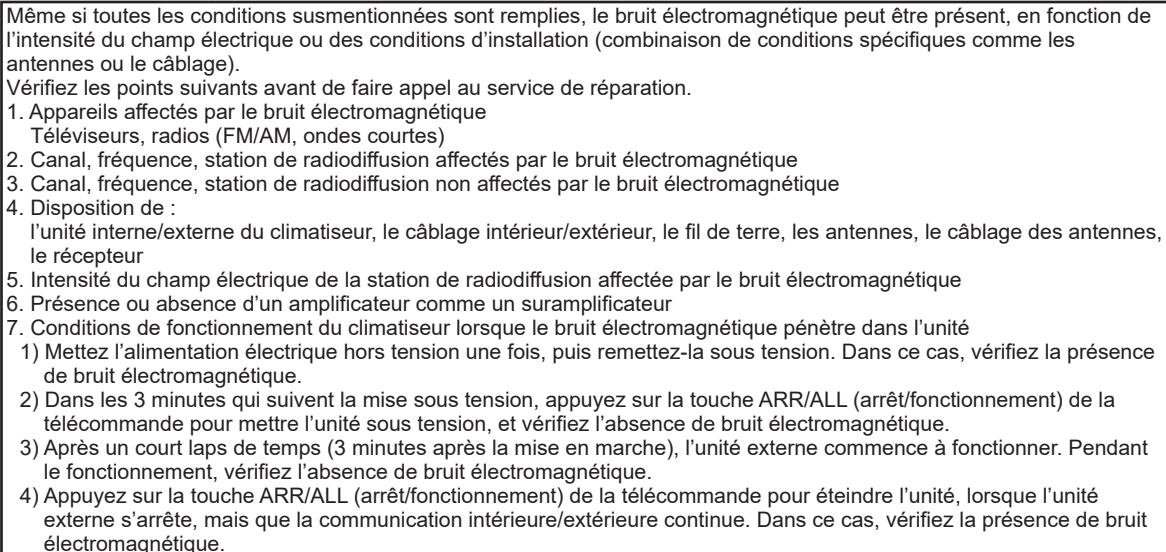 Même si toutes les conditions susmentionnées sont remplies, le bruit électromagnétique peut être présent, en fonction de
l’intensité du champ électrique ou des conditions d’installation (combinaison de conditions spécifiques comme les
antennes ou le câblage).
Vérifiez les points suivants avant de faire appel au service de réparation.
1. Appareils affectés par le bruit électromagnétique
Téléviseurs, radios (FM/AM, ondes courtes)
2. Canal, fréquence, station de radiodiffusion affectés par le bruit électromagnétique
3. Canal, fréquence, station de radiodiffusion non affectés par le bruit électromagnétique
4. Disposition de :
l’unité interne/externe du climatiseur, le câblage intérieur/extérieur, le fil de terre, les antennes, le câblage des antennes,
le récepteur
5. Intensité du champ électrique de la station de radiodiffusion affectée par le bruit électromagnétique
6. Présence ou absence d’un amplificateur comme un suramplificateur
7. Conditions de fonctionnement du climatiseur lorsque le bruit électromagnétique pénètre dans l’unité
1) Mettez l’alimentation électrique hors tension une fois, puis remettez-la sous tension. Dans ce cas, vérifiez la présence
de bruit électromagnétique.
2) Dans les 3 minutes qui suivent la mise sous tension, appuyez sur la touche ARR/ALL (arrêt/fonctionnement) de la
télécommande pour mettre l’unité sous tension, et vérifiez l’absence de bruit électromagnétique.
3) Après un court laps de temps (3 minutes après la mise en marche), l’unité externe commence à fonctionner. Pendant
le fonctionnement, vérifiez l’absence de bruit électromagnétique.
4) Appuyez sur la touche ARR/ALL (arrêt/fonctionnement) de la télécommande pour éteindre l’unité, lorsque l’unité
externe s’arrête, mais que la communication intérieure/extérieure continue. Dans ce cas, vérifiez la présence de bruit
électromagnétique.